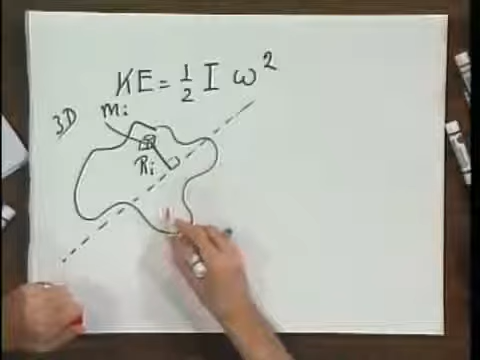 KE = 1/2 I ω²
3D
mi
Ri